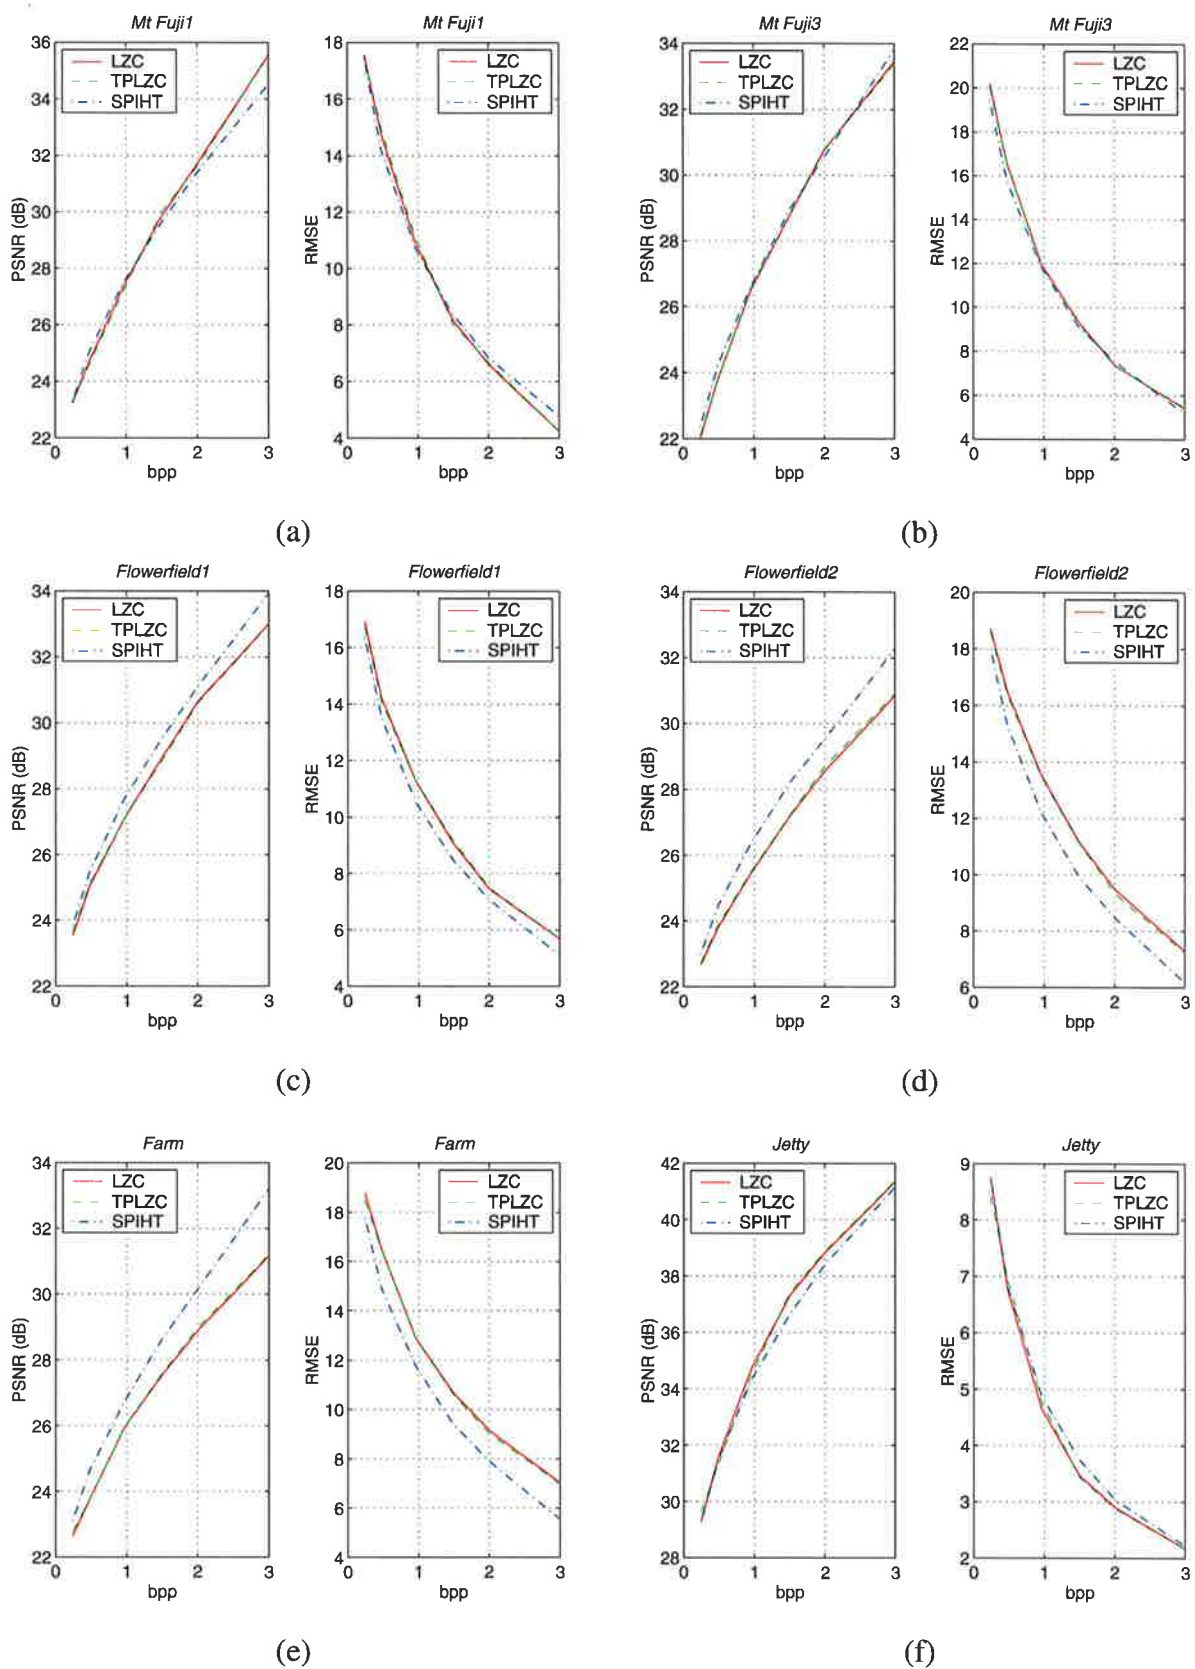 Mt Fuji1
36
34
32
30
28
26
24
22
PSNR (dB)
LZC
TPLZC
SPIHT
0 1 2 3
bpp
Mt Fuji1
18
16
14
12
10
8
6
4
RMSE
LZC
TPLZC
SPIHT
0 1 2 3
bpp
(a)
Mt Fuji3
34
32
30
28
26
24
22
PSNR (dB)
LZC
TPLZC
SPIHT
0 1 2 3
bpp
Mt Fuji3
22
20
18
16
14
12
10
8
6
4
RMSE
LZC
TPLZC
SPIHT
0 1 2 3
bpp
(b)
Flowerfield1
34
32
30
28
26
24
22
PSNR (dB)
LZC
TPLZC
SPIHT
0 1 2 3
bpp
Flowerfield1
18
16
14
12
10
8
6
4
RMSE
LZC
TPLZC
SPIHT
0 1 2 3
bpp
(c)
Flowerfield2
34
32
30
28
26
24
22
PSNR (dB)
LZC
TPLZC
SPIHT
0 1 2 3
bpp
Flowerfield2
20
18
16
14
12
10
8
6
RMSE
LZC
TPLZC
SPIHT
0 1 2 3
bpp
(d)
Farm
34
32
30
28
26
24
22
PSNR (dB)
LZC
TPLZC
SPIHT
0 1 2 3
bpp
Farm
20
18
16
14
12
10
8
6
4
RMSE
LZC
TPLZC
SPIHT
0 1 2 3
bpp
(e)
Jetty
42
40
38
36
34
32
30
28
PSNR (dB)
LZC
TPLZC
SPIHT
0 1 2 3
bpp
Jetty
9
8
7
6
5
4
3
2
RMSE
LZC
TPLZC
SPIHT
0 1 2 3
bpp
(f)